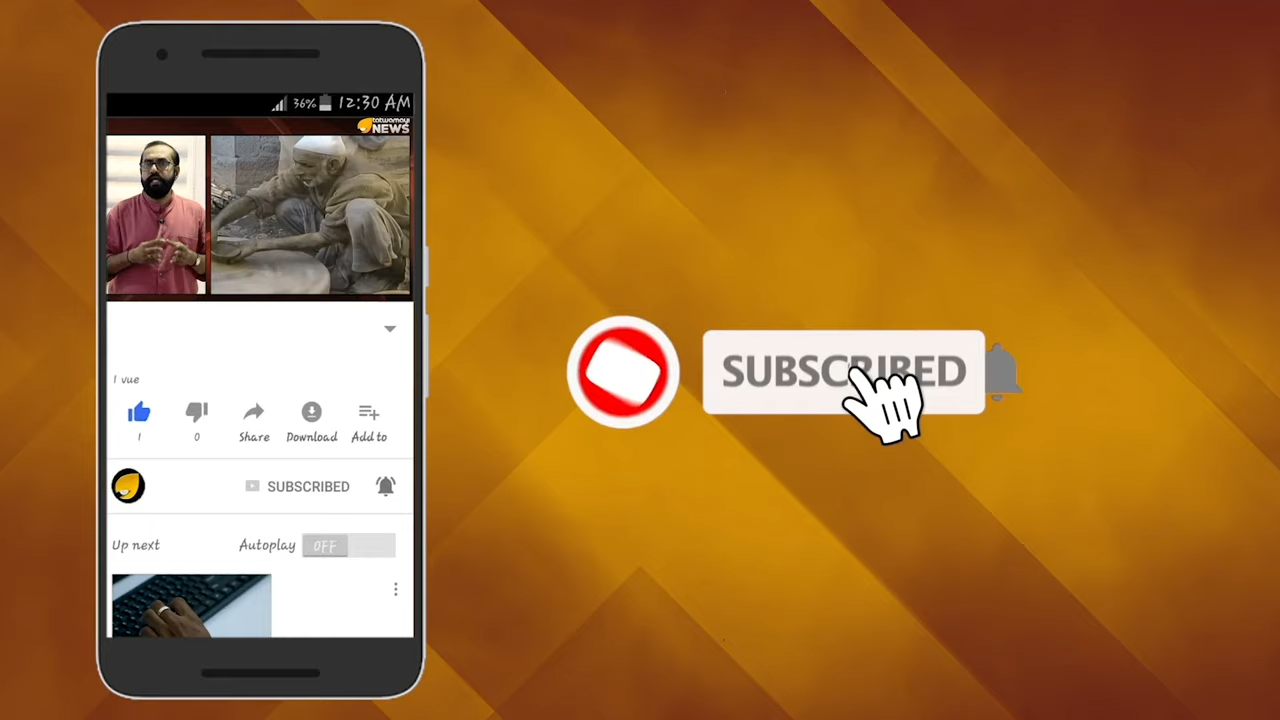 36% 12:30 AM
tatwamayi
NEWS
1 vue
1 0 Share Download Add to
SUBSCRIBED
Up next Autoplay OFF
SUBSCRIBED